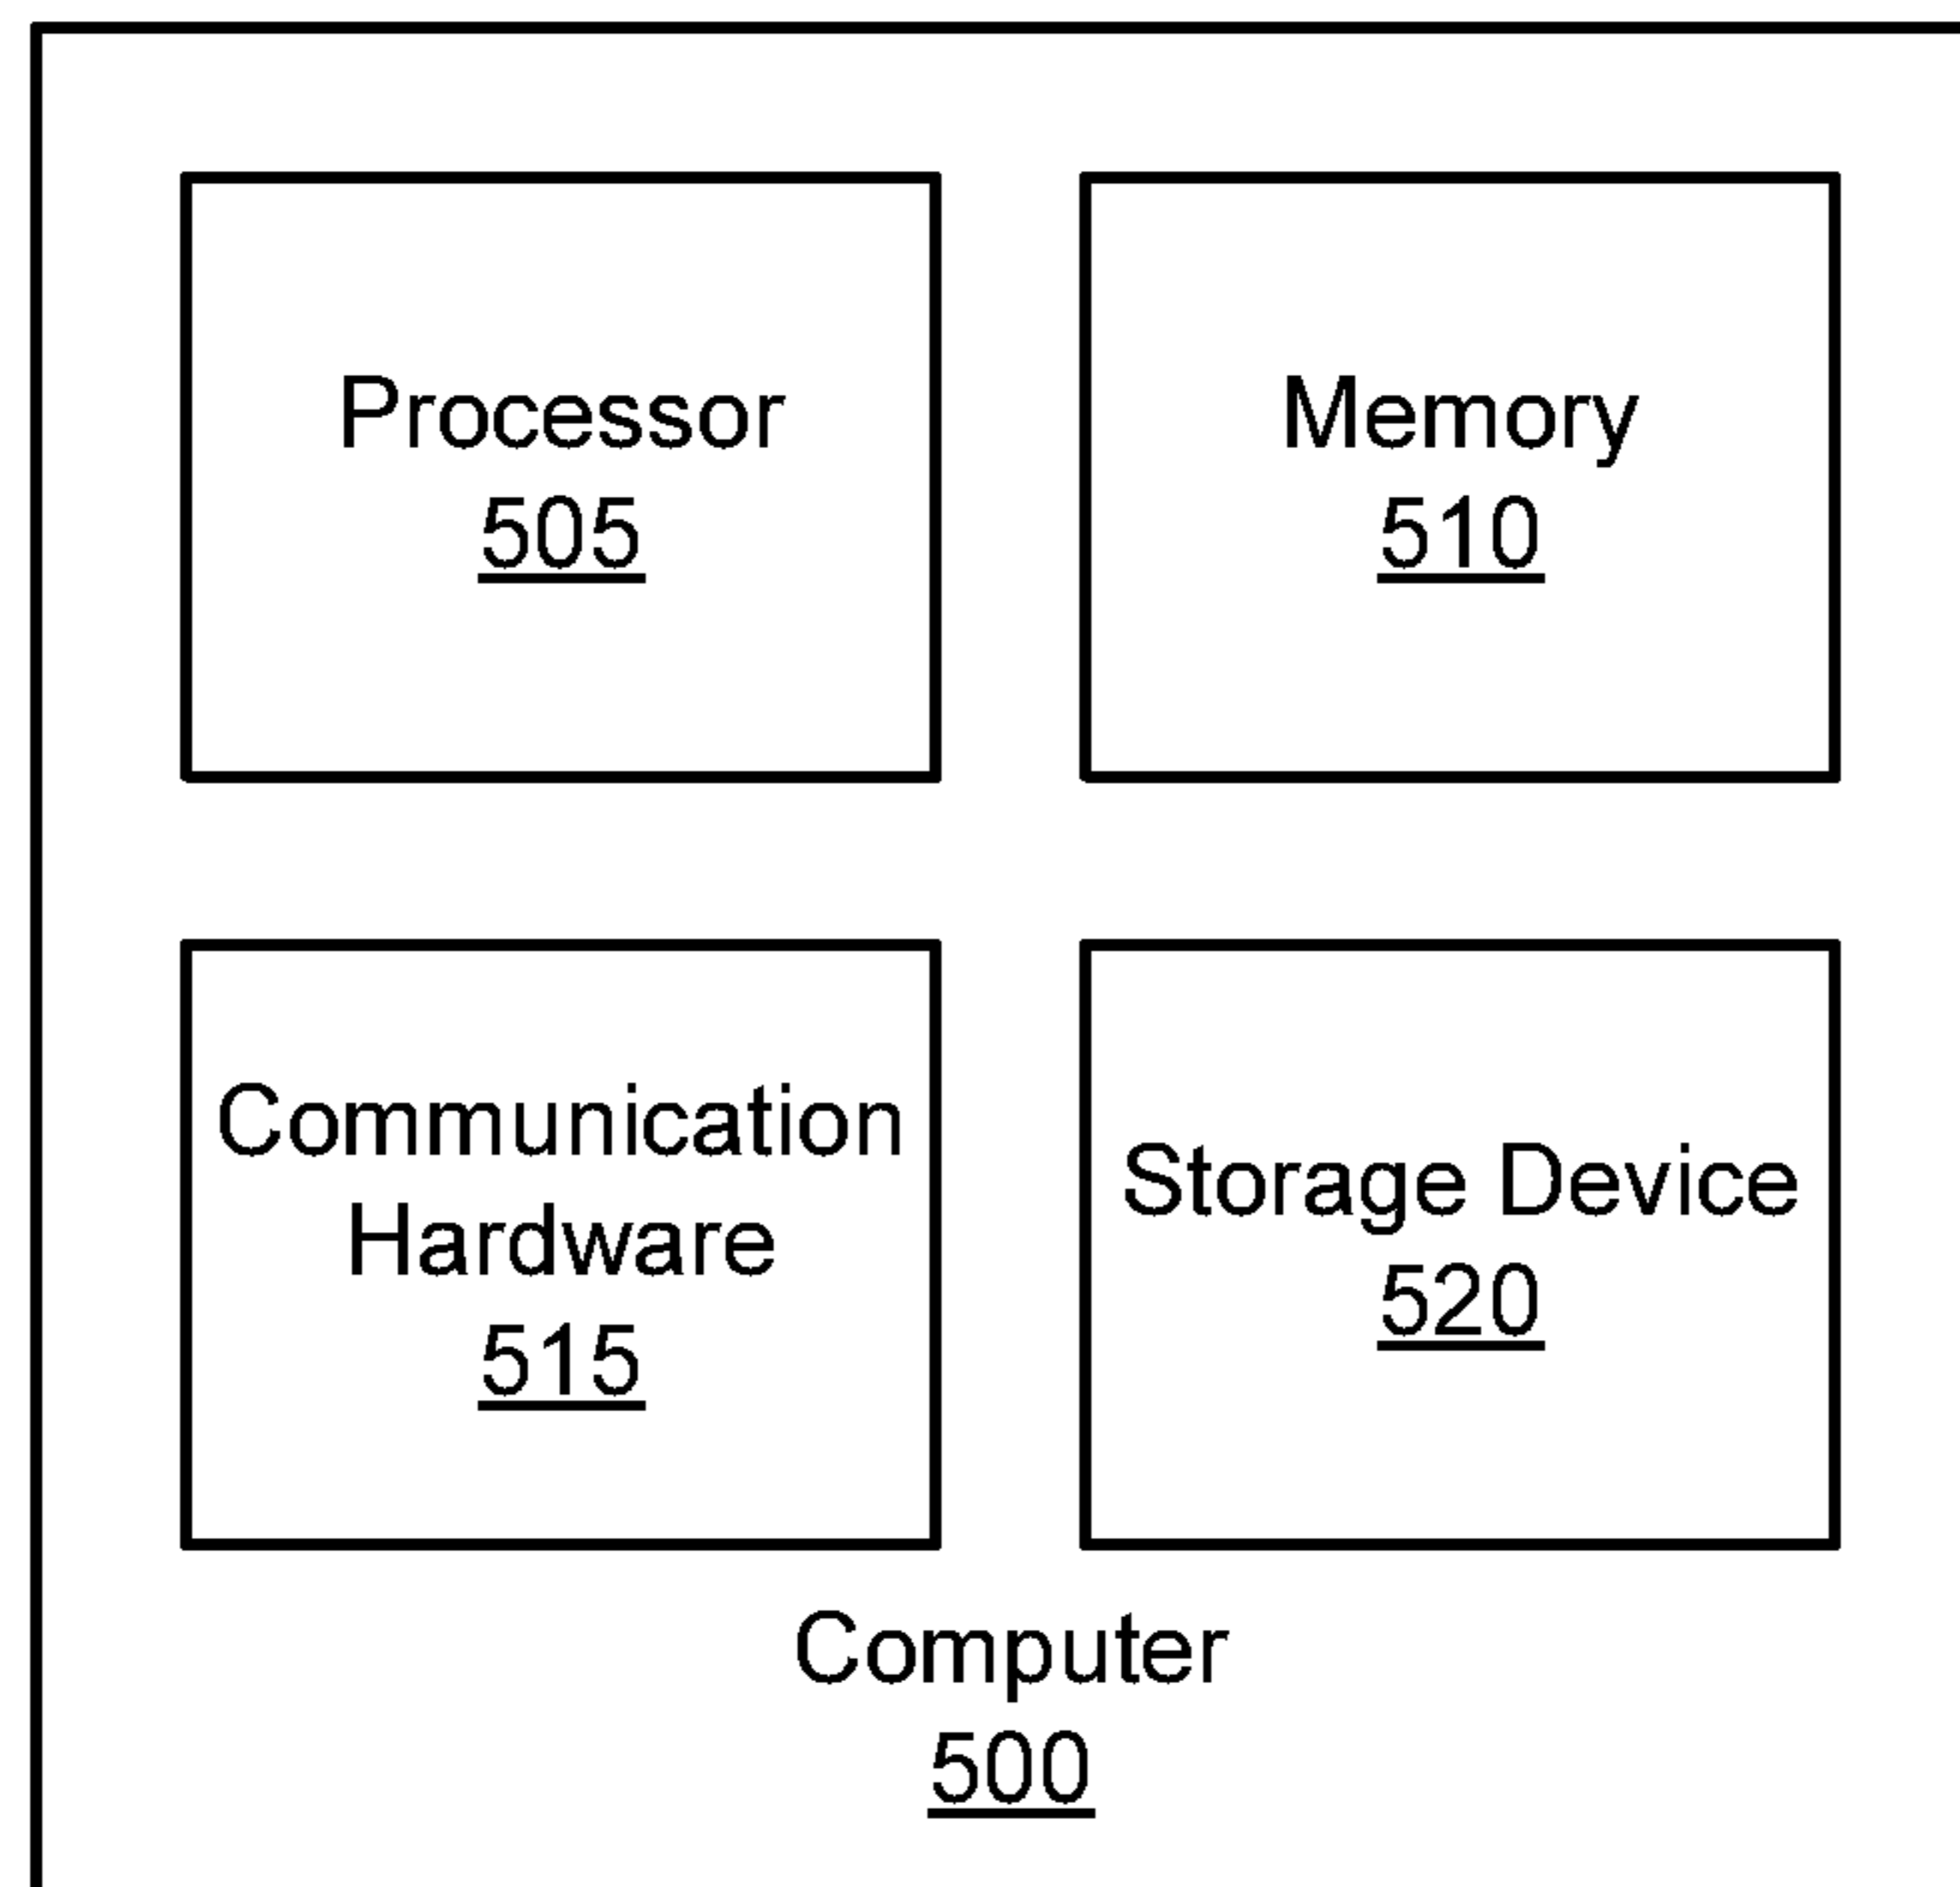 Processor
505
Memory
510
Communication
Hardware
515
Storage Device
520
Computer
500